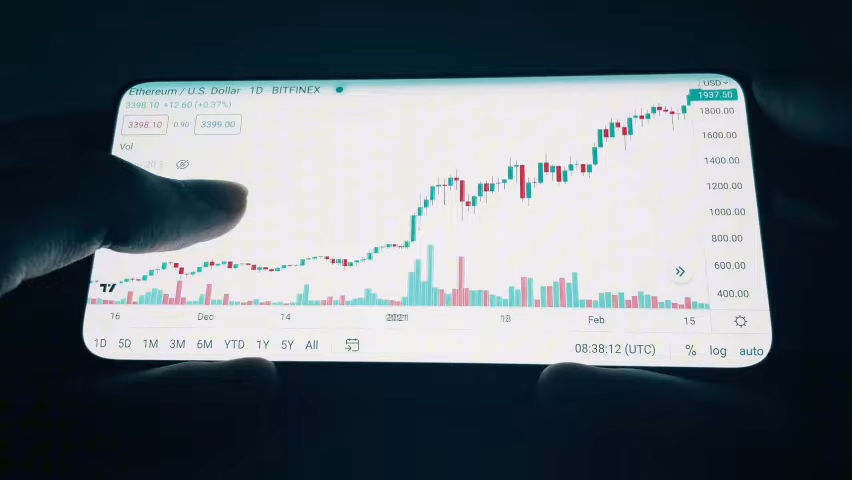 Ethereum / U.S. Dollar 1D BITFINEX
USD
3398.10 +12.60 (+0.37%)
1937.50
3398.10 0.90 3399.00
1800.00
1600.00
Vol
1400.00
1200.00
1000.00
800.00
600.00
400.00
16 Dec 14 2021 18 Feb 15
1D 5D 1M 3M 6M YTD 1Y 5Y All
08:38:12 (UTC) % log auto